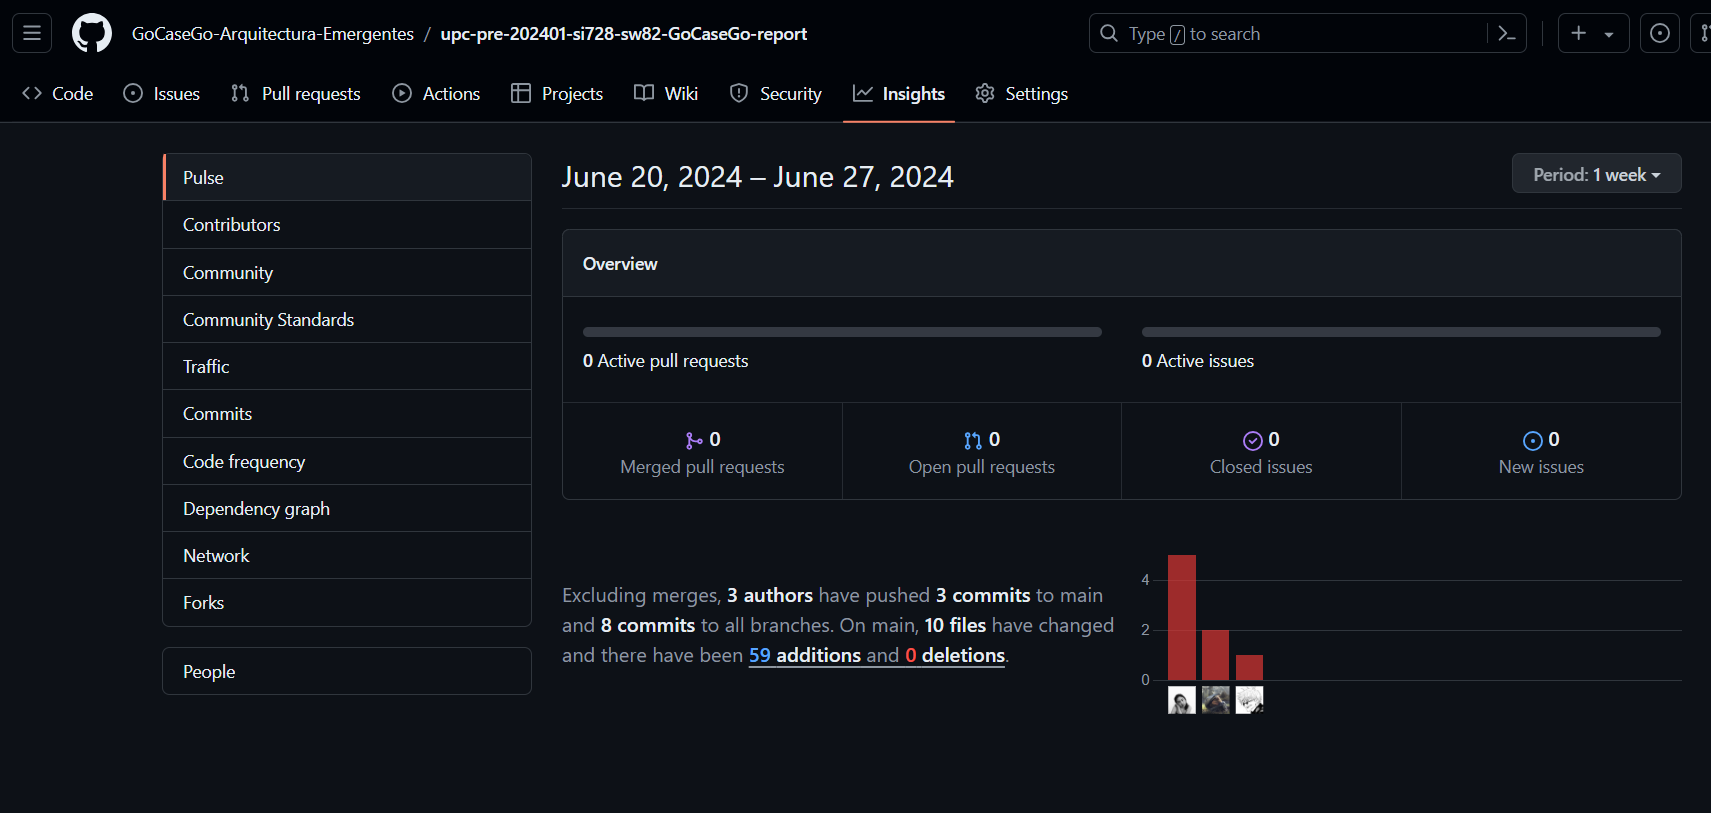 GoCaseGo-Arquitectura-Emergentes / upc-pre-202401-si728-sw82-GoCaseGo-report
Type / to search
Code Issues Pull requests Actions Projects Wiki Security Insights Settings
Pulse
Contributors
Community
Community Standards
Traffic
Commits
Code frequency
Dependency graph
Network
Forks
People
June 20, 2024 – June 27, 2024
Period: 1 week
Overview
0 Active pull requests
0 Active issues
0
Merged pull requests
0
Open pull requests
0
Closed issues
0
New issues
Excluding merges, 3 authors have pushed 3 commits to main
and 8 commits to all branches. On main, 10 files have changed
and there have been 59 additions and 0 deletions.
4
2
0